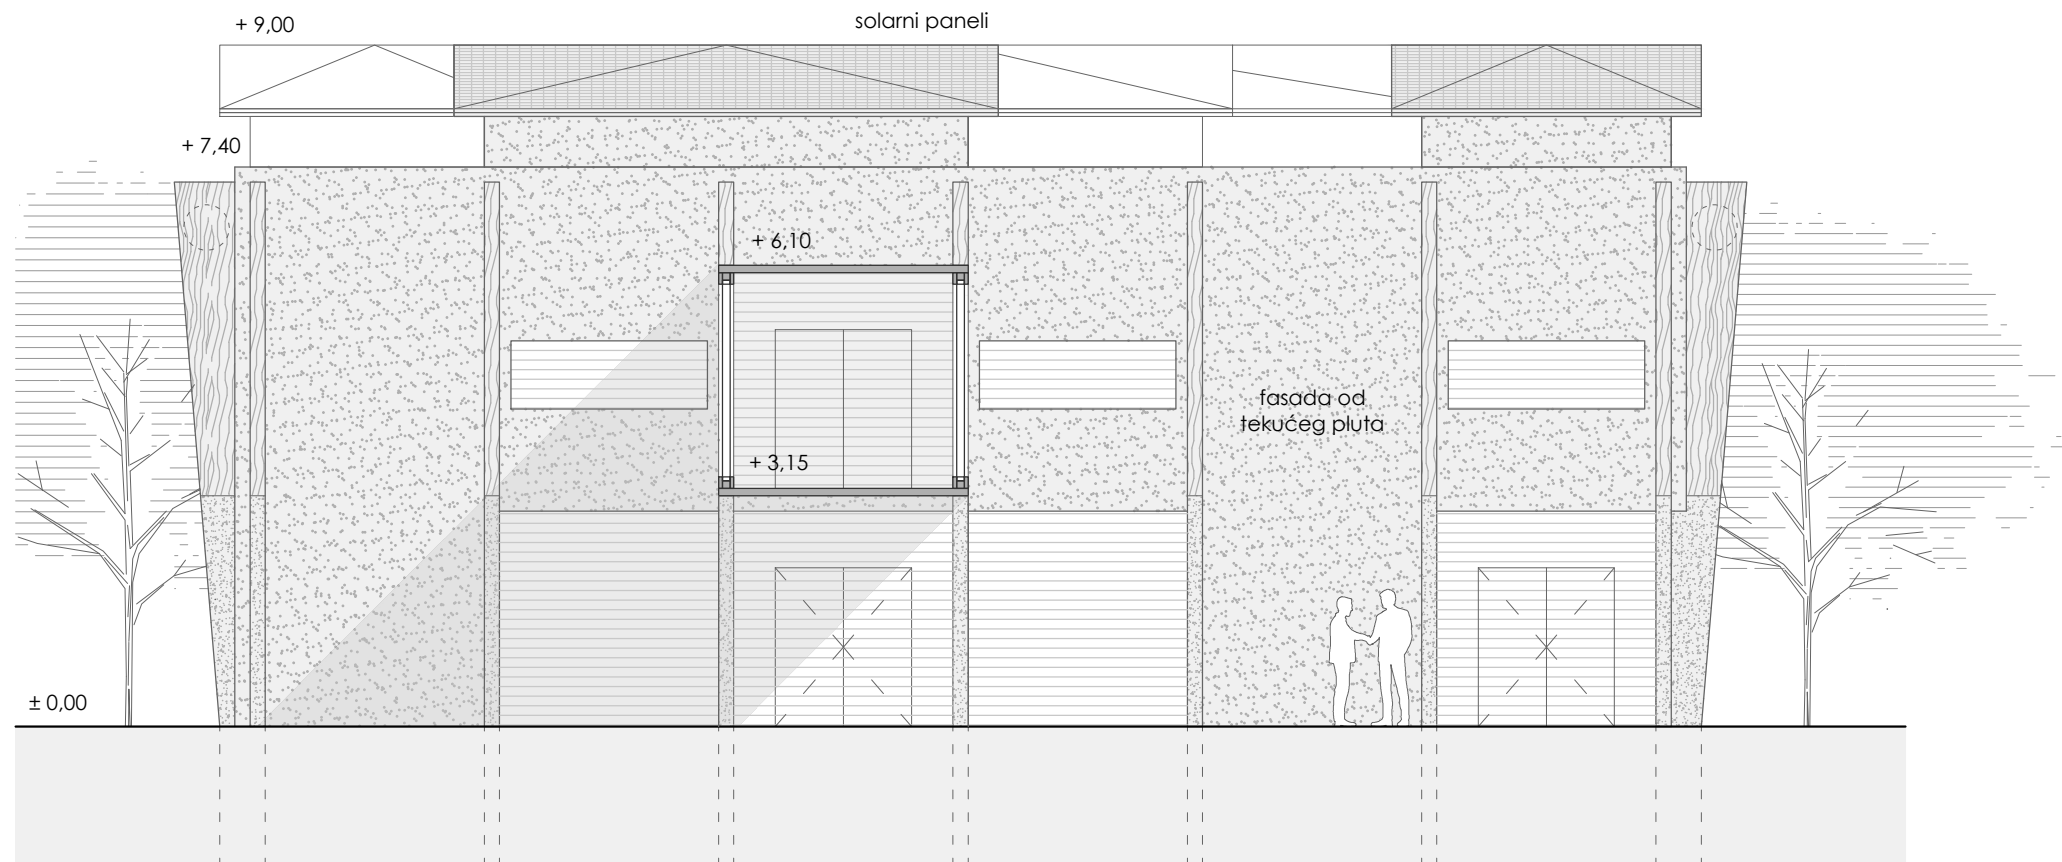 + 9,00
solarni paneli
+ 7,40
+ 6,10
fasada od
tekućeg pluta
+ 3,15
± 0,00